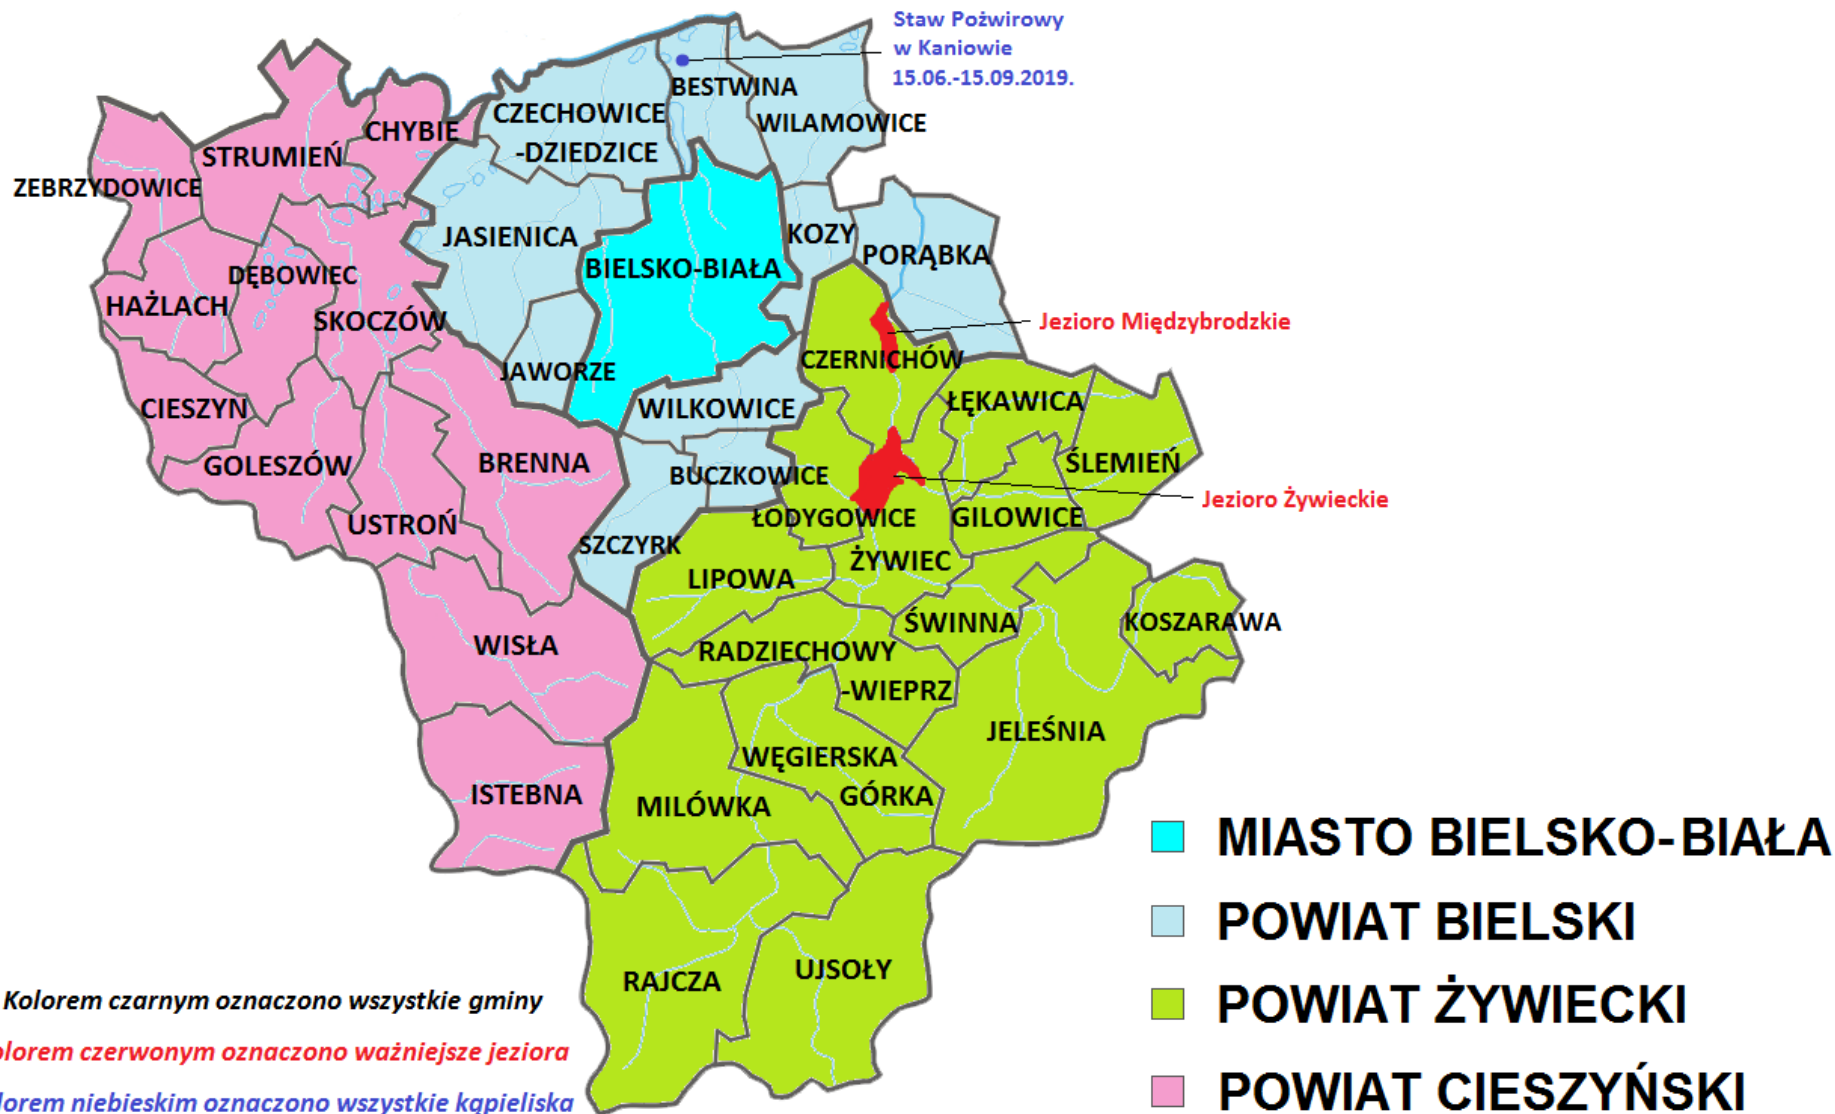 Staw Pożwirowy
w Kaniowie
15.06.-15.09.2019.
BESTWINA
CZECHOWICE
-DZIEDZICE
WILAMOWICE
CHYBIE
STRUMIEŃ
ZEBRZYDOWICE
JASIENICA
KOZY
PORĄBKA
BIELSKO-BIAŁA
DĘBOWIEC
HAŻLACH
SKOCZÓW
Jezioro Międzybrodzkie
CZERNICHÓW
JAWORZE
CIESZYN
WILKOWICE
ŁĘKAWICA
GOLESZÓW
BRENNA
BUCZKOWICE
ŚLEMIEŃ
Jezioro Żywieckie
USTROŃ
ŁODYGOWICE
GILOWICE
SZCZYRK
ŻYWIEC
LIPOWA
ŚWINNA
KOSZARAWA
WISŁA
RADZIECHOWY
-WIEPRZ
JELEŚNIA
WĘGIERSKA
GÓRKA
ISTEBNA
MILÓWKA
RAJCZA
UJSOŁY
MIASTO BIELSKO-BIAŁA
POWIAT BIELSKI
POWIAT ŻYWIECKI
POWIAT CIESZYŃSKI
Kolorem czarnym oznaczono wszystkie gminy
olorem czerwonym oznaczono ważniejsze jeziora
lorem niebieskim oznaczono wszystkie kąpieliska